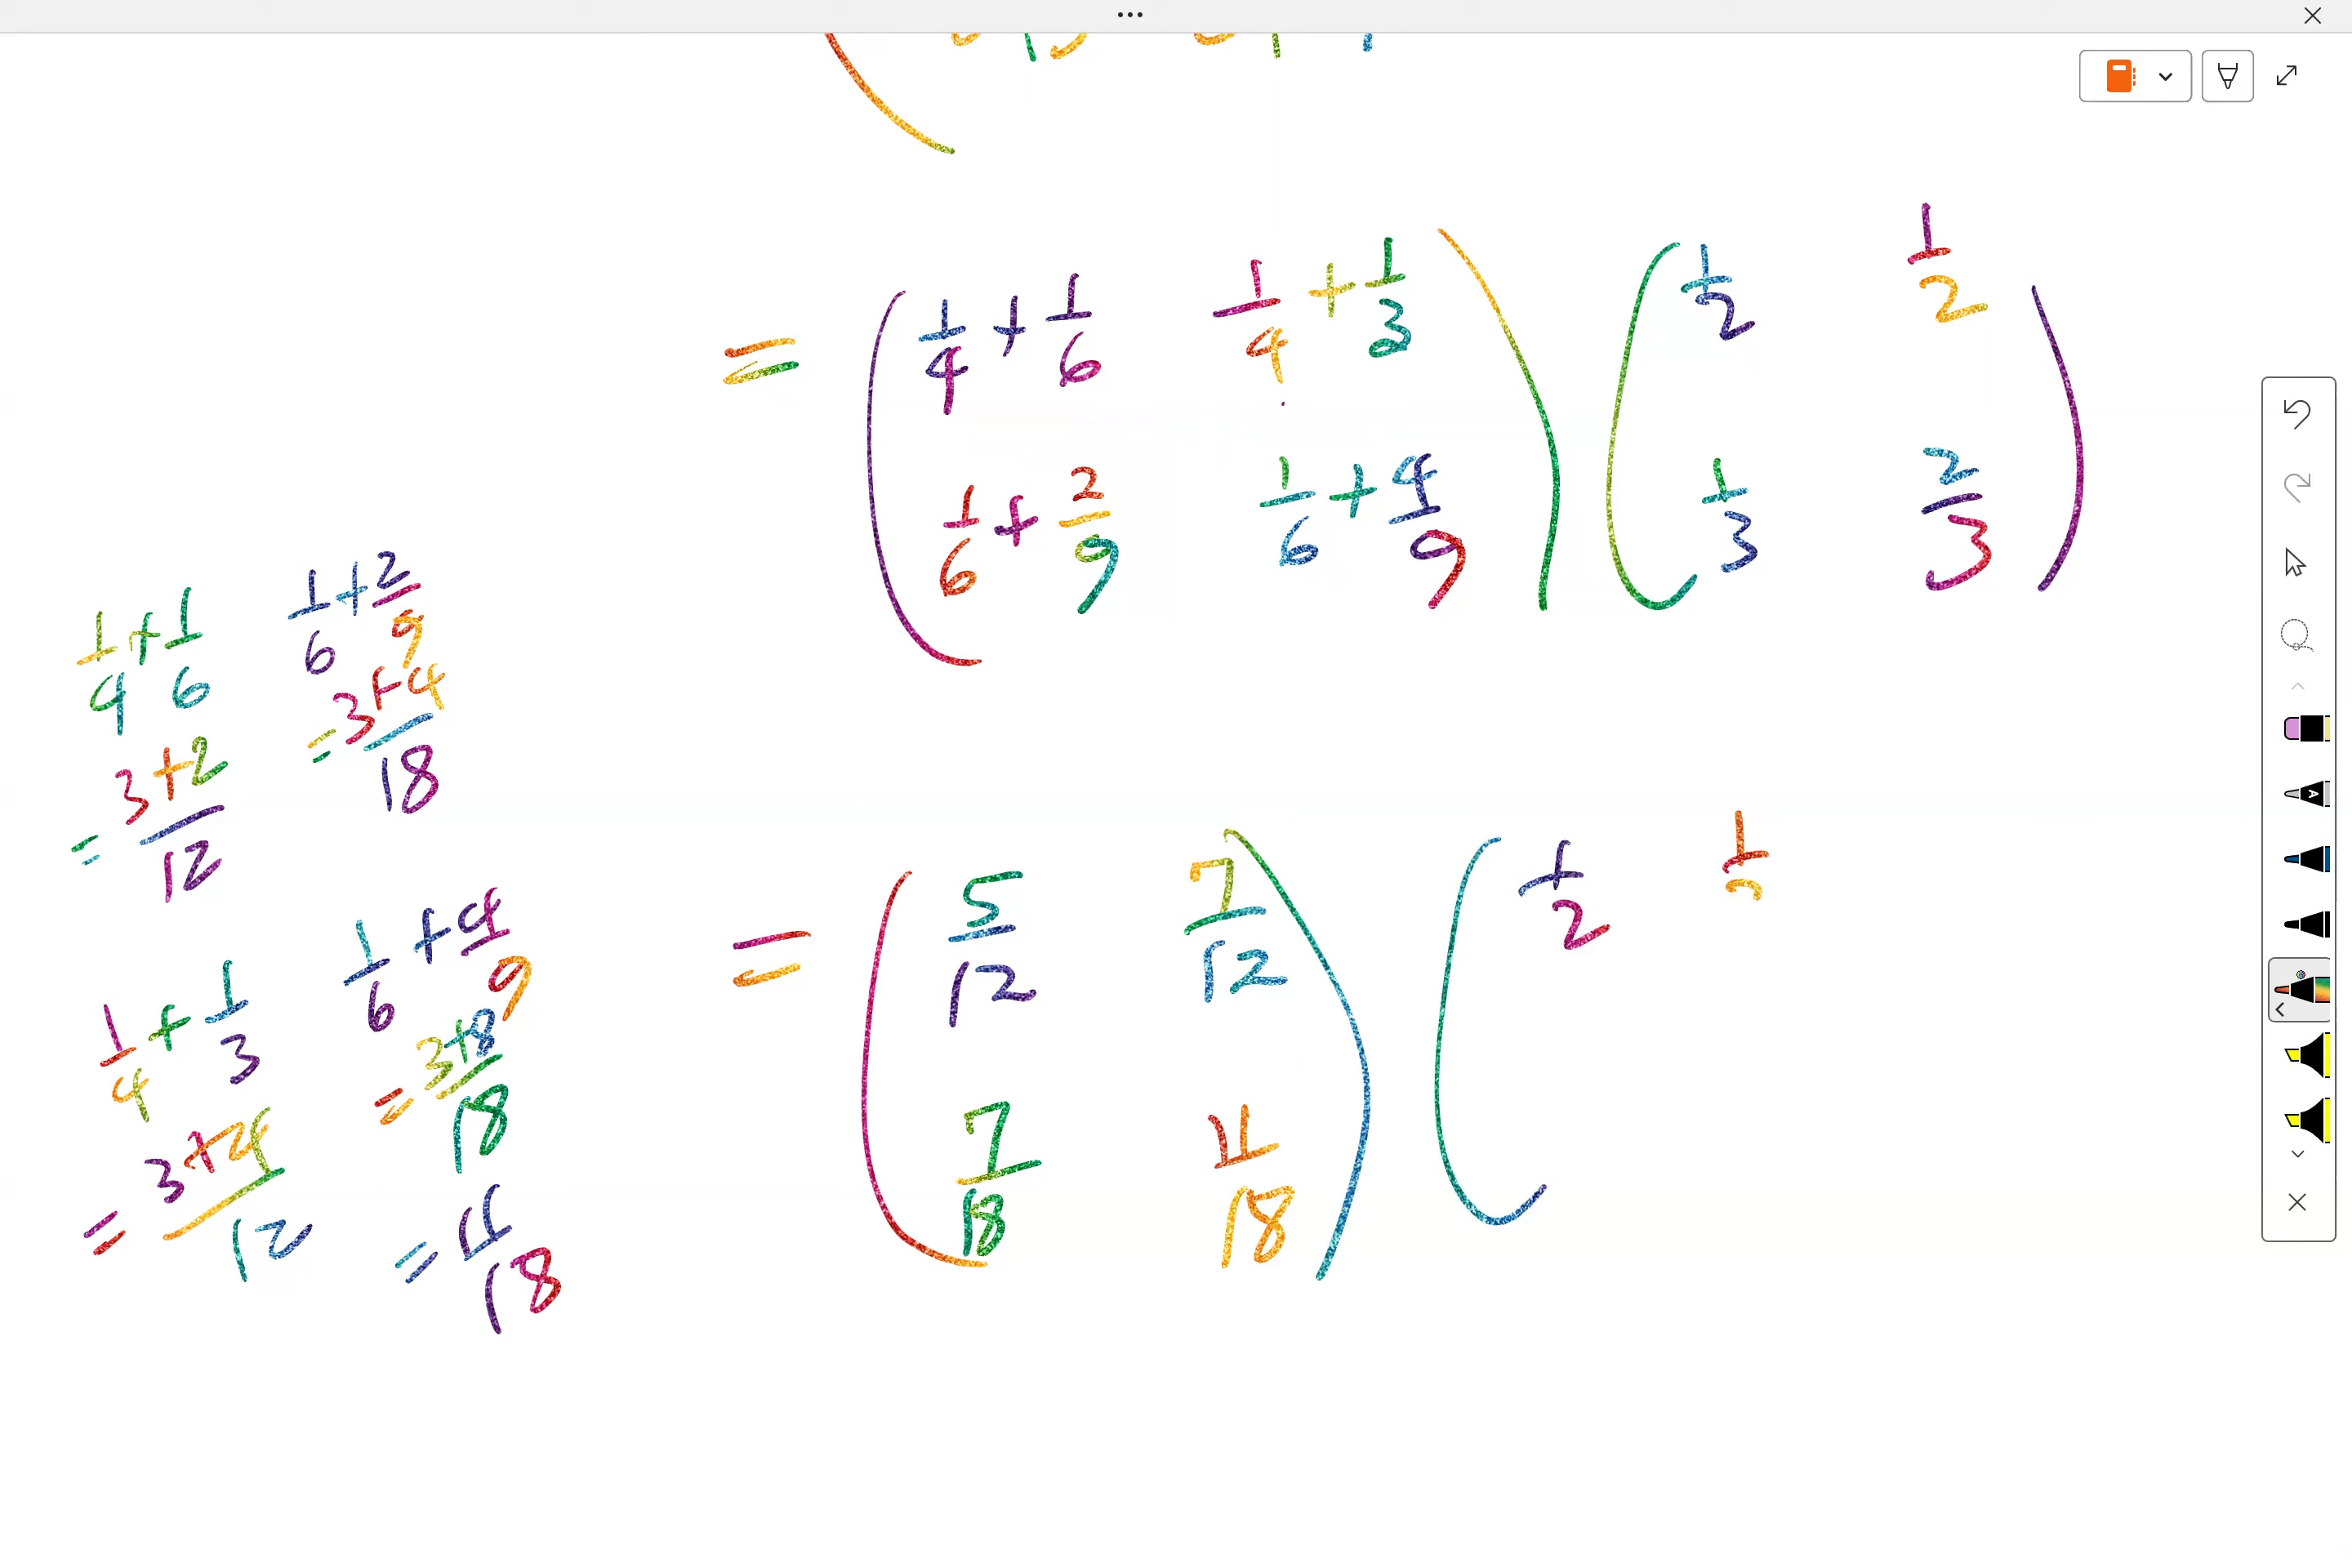 = ( 1/4 + 1/6   1/4 + 1/3 ) ( 1/2   1/2 )
( 1/6 + 2/9   1/6 + 4/9 ) ( 1/3   2/3 )
1/4 + 1/6
= 3+2/12
1/6 + 2/9
= 3+4/18
1/4 + 1/3
= 3+4/12
1/6 + 4/9
= 3+8/18
= 11/18
= ( 5/12   7/12 ) ( 1/2   1/
( 7/18   11/18 )